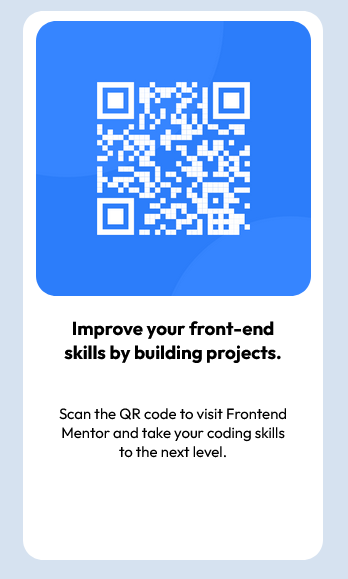 Improve your front-end
skills by building projects.
Scan the QR code to visit Frontend
Mentor and take your coding skills
to the next level.